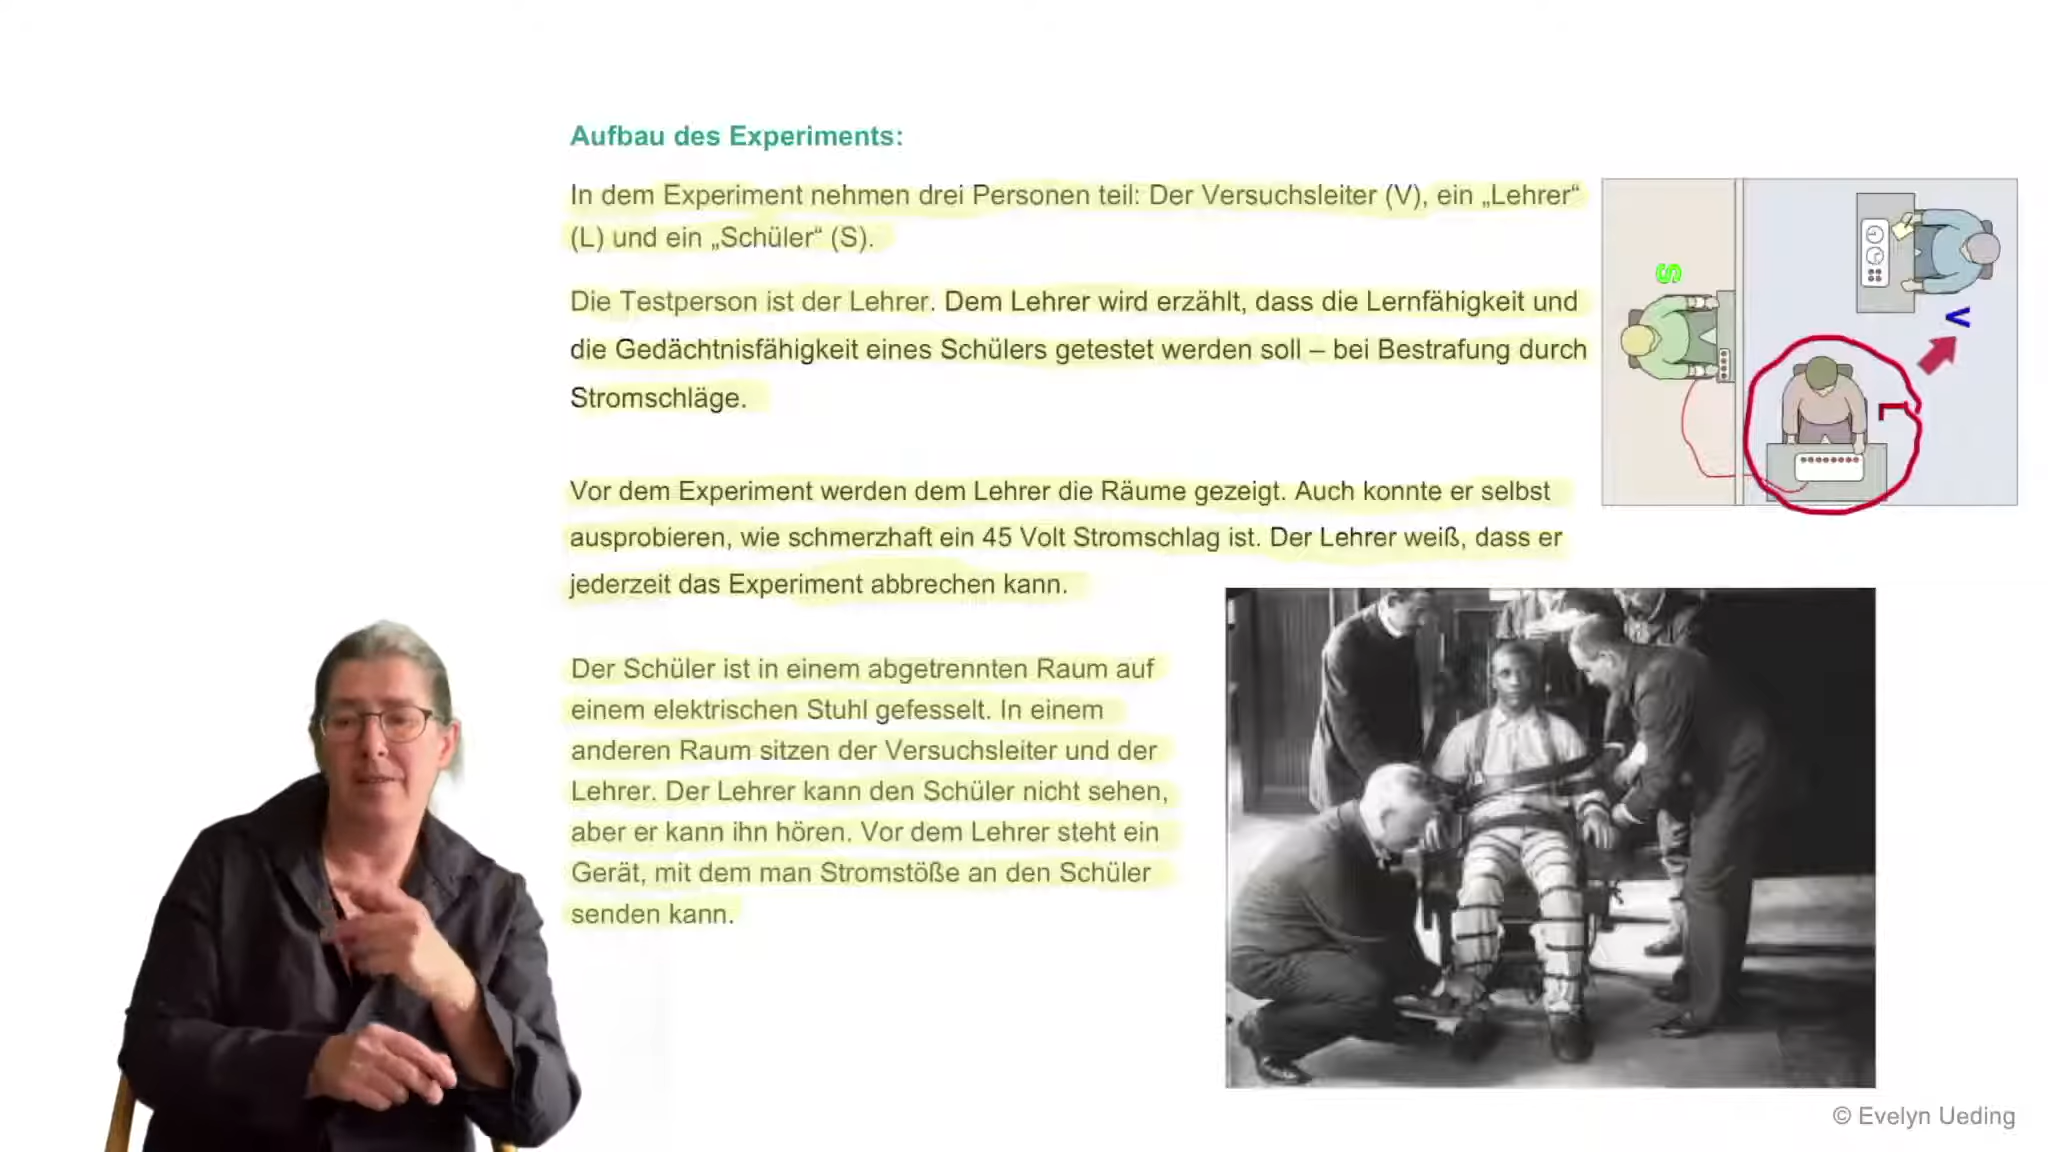 Aufbau des Experiments:
In dem Experiment nehmen drei Personen teil: Der Versuchsleiter (V), ein „Lehrer“
(L) und ein „Schüler“ (S).
Die Testperson ist der Lehrer. Dem Lehrer wird erzählt, dass die Lernfähigkeit und
die Gedächtnisfähigkeit eines Schülers getestet werden soll – bei Bestrafung durch
Stromschläge.
Vor dem Experiment werden dem Lehrer die Räume gezeigt. Auch konnte er selbst
ausprobieren, wie schmerzhaft ein 45 Volt Stromschlag ist. Der Lehrer weiß, dass er
jederzeit das Experiment abbrechen kann.
Der Schüler ist in einem abgetrennten Raum auf
einem elektrischen Stuhl gefesselt. In einem
anderen Raum sitzen der Versuchsleiter und der
Lehrer. Der Lehrer kann den Schüler nicht sehen,
aber er kann ihn hören. Vor dem Lehrer steht ein
Gerät, mit dem man Stromstöße an den Schüler
senden kann.
S
V
L
© Evelyn Ueding